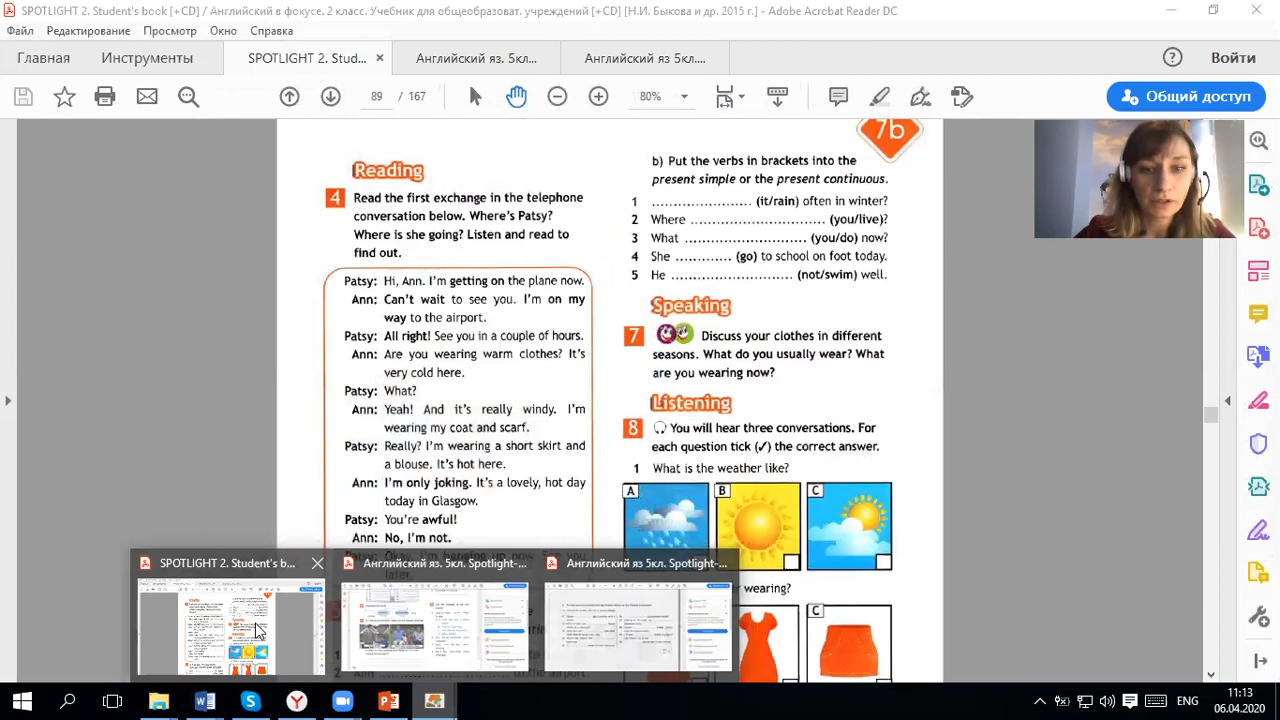 SPOTLIGHT 2. Student's book [+CD] / Английский в фокусе. 2 класс. Учебник для общеобразоват. учреждений [+CD] [Н.И. Быкова и др. 2015 г.] - Adobe Acrobat Reader DC
Файл Редактирование Просмотр Окно Справка
Главная Инструменты SPOTLIGHT 2. Stud... × Английский яз. 5кл... Английский яз 5кл.... Войти
89 / 167 80% Общий доступ
7b
Reading
4 Read the first exchange in the telephone
conversation below. Where's Patsy?
Where is she going? Listen and read to
find out.
Patsy: Hi, Ann. I'm getting on the plane now.
Ann: Can't wait to see you. I'm on my
way to the airport.
Patsy: All right! See you in a couple of hours.
Ann: Are you wearing warm clothes? It's
very cold here.
Patsy: What?
Ann: Yeah! And it's really windy. I'm
wearing my coat and scarf.
Patsy: Really? I'm wearing a short skirt and
a blouse. It's hot here.
Ann: I'm only joking. It's a lovely, hot day
today in Glasgow.
Patsy: You're awful!
Ann: No, I'm not.
b) Put the verbs in brackets into the
present simple or the present continuous.
1 .................... (it/rain) often in winter?
2 Where ............................ (you/live)?
3 What ......................... (you/do) now?
4 She ............ (go) to school on foot today.
5 He ......................... (not/swim) well.
Speaking
7 Discuss your clothes in different
seasons. What do you usually wear? What
are you wearing now?
Listening
8 You will hear three conversations. For
each question tick (✓) the correct answer.
1 What is the weather like?
A B C
wearing?
C
SPOTLIGHT 2. Student's b... Английский яз. 5кл. Spotlight-... Английский яз 5кл. Spotlight-...
ENG
11:13
06.04.2020